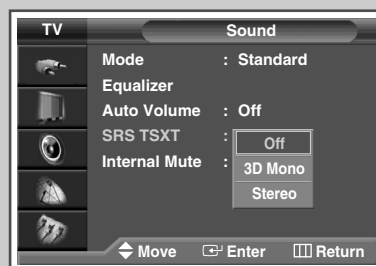 TV Sound
Mode : Standard
Equalizer
Auto Volume : Off
SRS TSXT : Off
Internal Mute : 3D Mono
Stereo
Move Enter Return